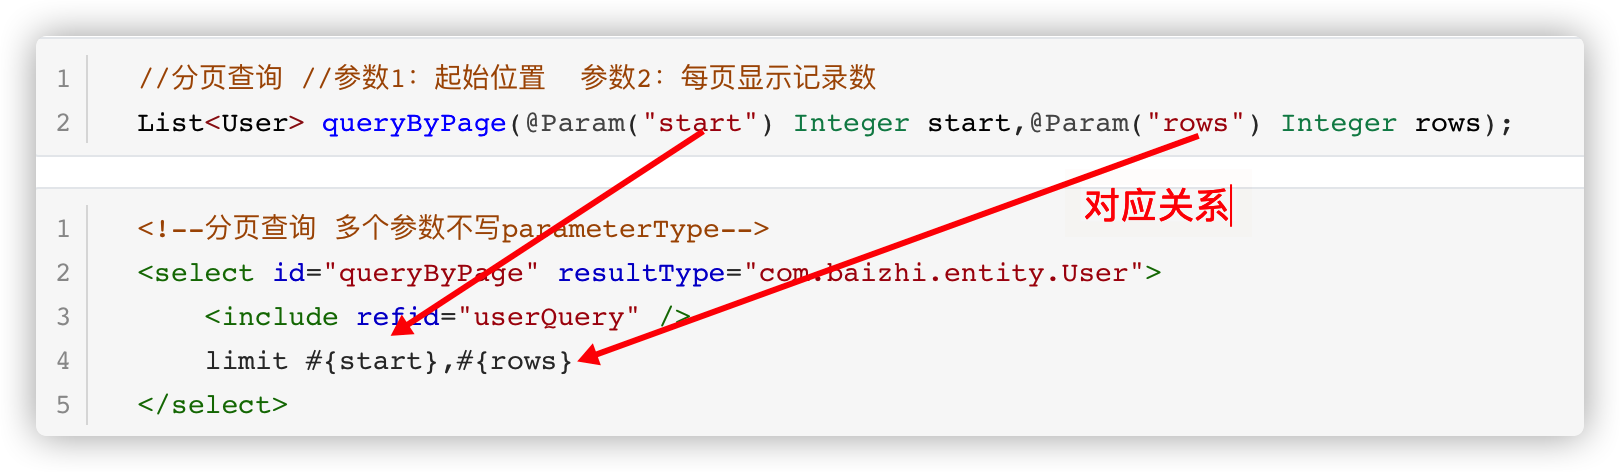 1 //分页查询 //参数1：起始位置  参数2：每页显示记录数
2 List<User> queryByPage(@Param("start") Integer start,@Param("rows") Integer rows);
对应关系
1 <!--分页查询 多个参数不写parameterType-->
2 <select id="queryByPage" resultType="com.baizhi.entity.User">
3     <include refid="userQuery" />
4     limit #{start},#{rows}
5 </select>